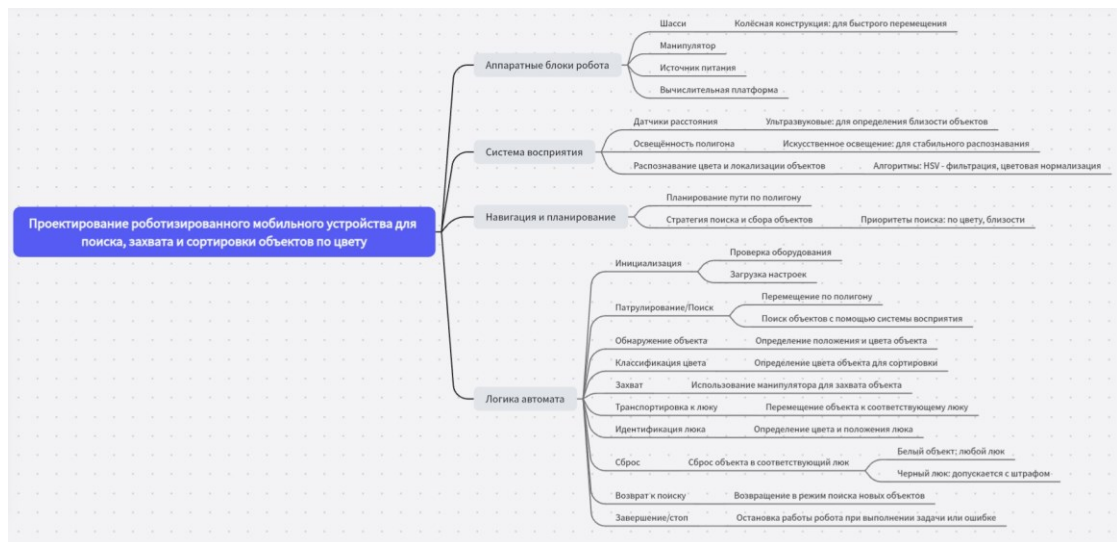 Проектирование роботизированного мобильного устройства для
поиска, захвата и сортировки объектов по цвету
Аппаратные блоки робота
Шасси
Колёсная конструкция: для быстрого перемещения
Манипулятор
Источник питания
Вычислительная платформа
Система восприятия
Датчики расстояния
Ультразвуковые: для определения близости объектов
Освещённость полигона
Искусственное освещение: для стабильного распознавания
Распознавание цвета и локализации объектов
Алгоритмы: HSV - фильтрация, цветовая нормализация
Навигация и планирование
Планирование пути по полигону
Стратегия поиска и сбора объектов
Приоритеты поиска: по цвету, близости
Логика автомата
Инициализация
Проверка оборудования
Загрузка настроек
Патрулирование/Поиск
Перемещение по полигону
Поиск объектов с помощью системы восприятия
Обнаружение объекта
Определение положения и цвета объекта
Классификация цвета
Определение цвета объекта для сортировки
Захват
Использование манипулятора для захвата объекта
Транспортировка к люку
Перемещение объекта к соответствующему люку
Идентификация люка
Определение цвета и положения люка
Сброс
Сброс объекта в соответствующий люк
Белый объект: любой люк
Черный люк: допускается с штрафом
Возврат к поиску
Возвращение в режим поиска новых объектов
Завершение/стоп
Остановка работы робота при выполнении задачи или ошибке